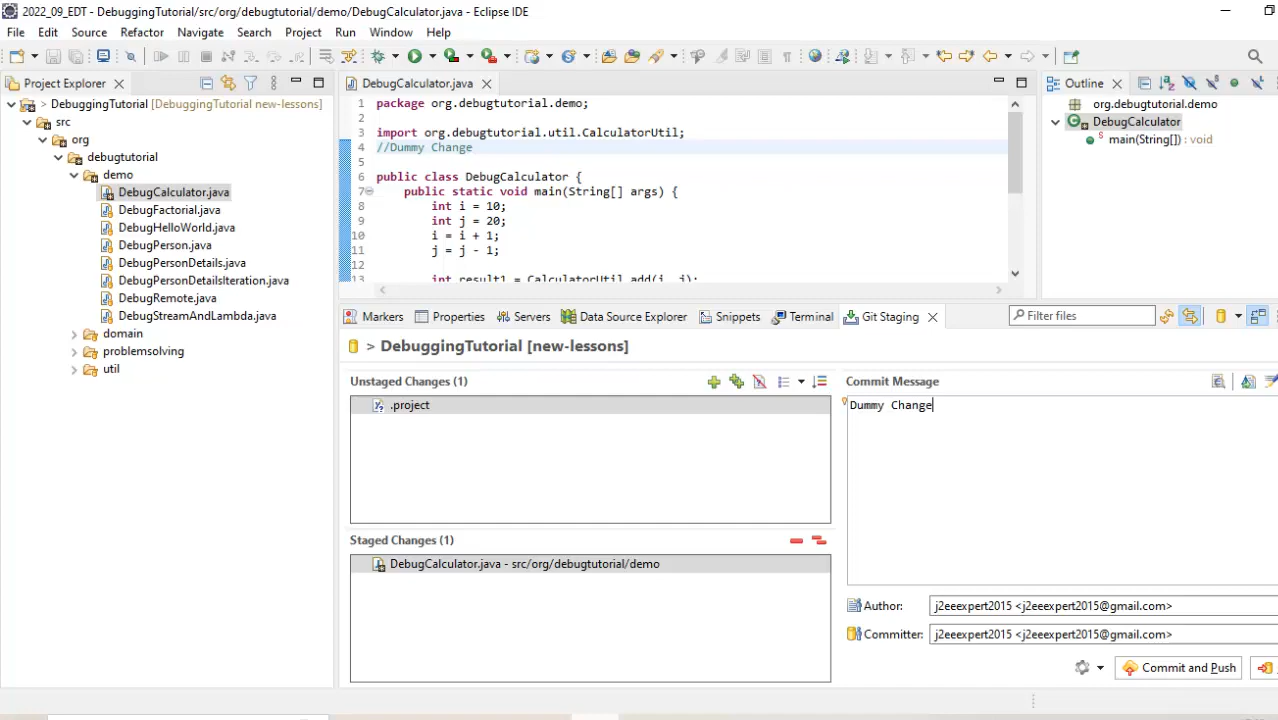 2022_09_EDT - DebuggingTutorial/src/org/debugtutorial/demo/DebugCalculator.java - Eclipse IDE
File Edit Source Refactor Navigate Search Project Run Window Help
Project Explorer
> DebuggingTutorial [DebuggingTutorial new-lessons]
src
org
debugtutorial
demo
DebugCalculator.java
DebugFactorial.java
DebugHelloWorld.java
DebugPerson.java
DebugPersonDetails.java
DebugPersonDetailsIteration.java
DebugRemote.java
DebugStreamAndLambda.java
domain
problemsolving
util
DebugCalculator.java
1 package org.debugtutorial.demo;
2
3 import org.debugtutorial.util.CalculatorUtil;
4 //Dummy Change
5
6 public class DebugCalculator {
7 public static void main(String[] args) {
8 int i = 10;
9 int j = 20;
10 i = i + 1;
11 j = j - 1;
12
13 int result1 = CalculatorUtil.add(i, j);
Outline
org.debugtutorial.demo
DebugCalculator
S main(String[]) : void
Markers Properties Servers Data Source Explorer Snippets Terminal Git Staging
Filter files
> DebuggingTutorial [new-lessons]
Unstaged Changes (1)
.project
Staged Changes (1)
DebugCalculator.java - src/org/debugtutorial/demo
Commit Message
Dummy Change
Author: j2eeexpert2015 <j2eeexpert2015@gmail.com>
Committer: j2eeexpert2015 <j2eeexpert2015@gmail.com>
Commit and Push